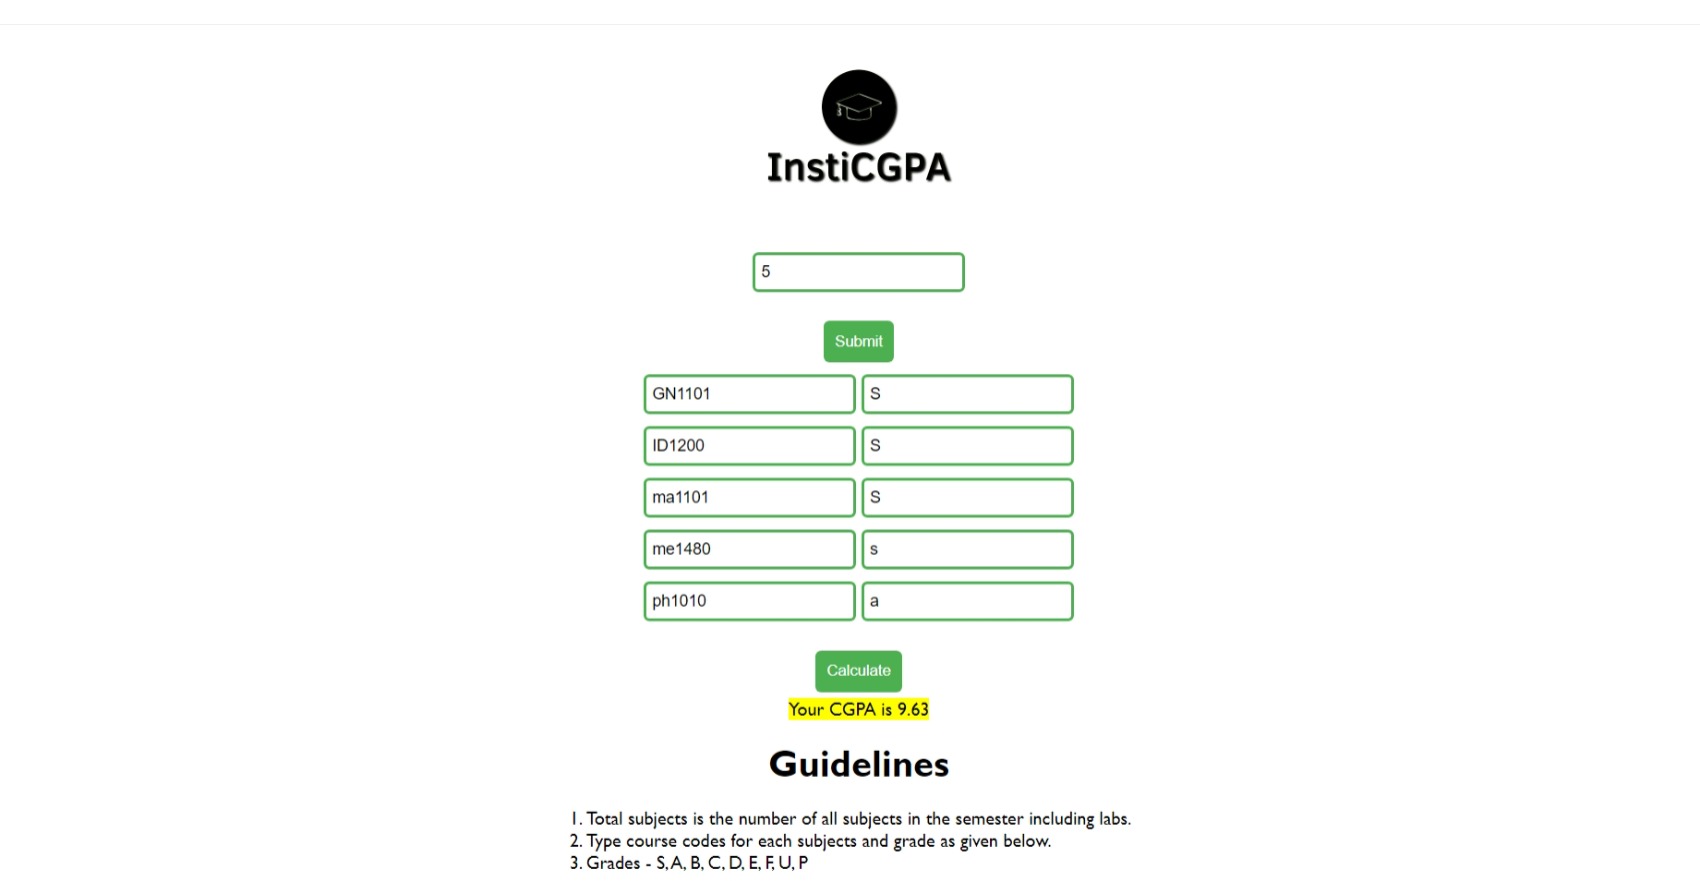 InstiCGPA
5
Submit
GN1101 S
ID1200 S
ma1101 S
me1480 s
ph1010 a
Calculate
Your CGPA is 9.63
Guidelines
1. Total subjects is the number of all subjects in the semester including labs.
2. Type course codes for each subjects and grade as given below.
3. Grades - S, A, B, C, D, E, F, U, P